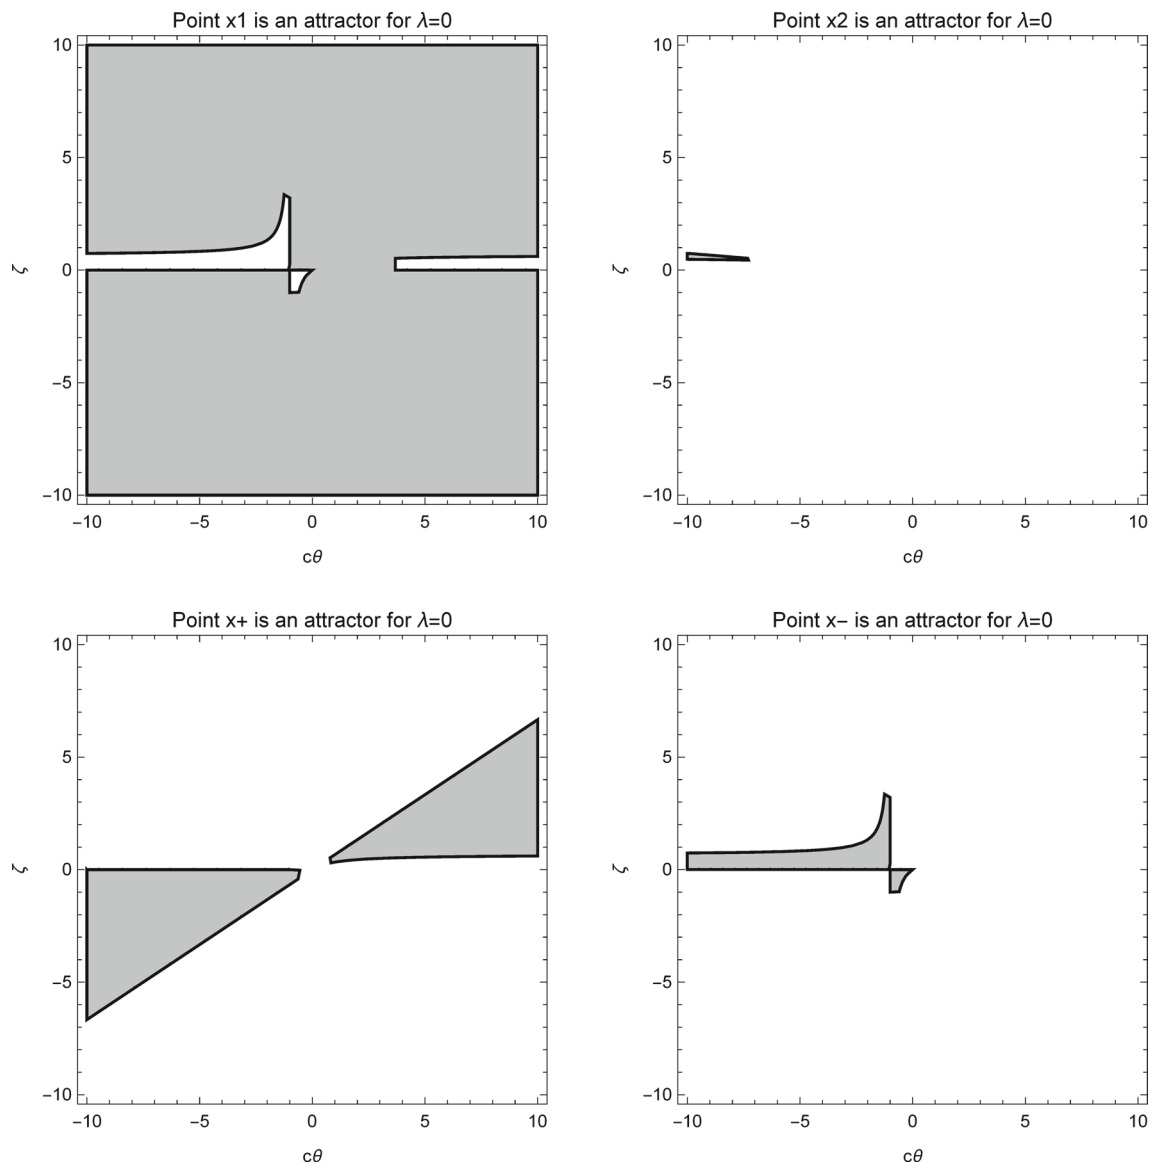 Point x1 is an attractor for λ=0
10
5
0
−5
−10
ζ
−10 −5 0 5 10
cθ
Point x2 is an attractor for λ=0
10
5
0
−5
−10
ζ
−10 −5 0 5 10
cθ
Point x+ is an attractor for λ=0
10
5
0
−5
−10
ζ
−10 −5 0 5 10
cθ
Point x− is an attractor for λ=0
10
5
0
−5
−10
ζ
−10 −5 0 5 10
cθ